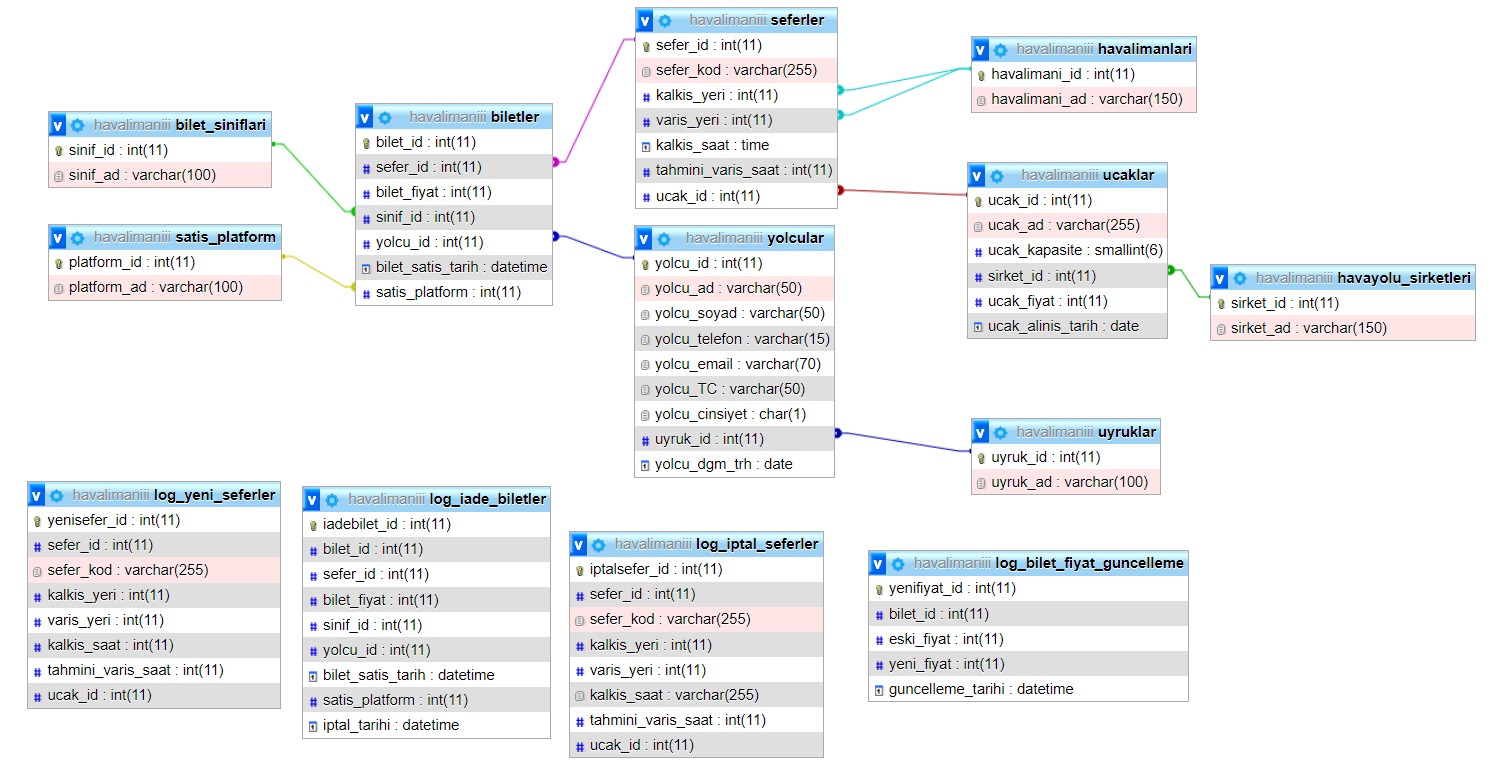 havalimaniii bilet_siniflari
sinif_id : int(11)
sinif_ad : varchar(100)
havalimaniii satis_platform
platform_id : int(11)
platform_ad : varchar(100)
havalimaniii biletler
bilet_id : int(11)
sefer_id : int(11)
bilet_fiyat : int(11)
sinif_id : int(11)
yolcu_id : int(11)
bilet_satis_tarih : datetime
satis_platform : int(11)
havalimaniii seferler
sefer_id : int(11)
sefer_kod : varchar(255)
kalkis_yeri : int(11)
varis_yeri : int(11)
kalkis_saat : time
tahmini_varis_saat : int(11)
ucak_id : int(11)
havalimaniii yolcular
yolcu_id : int(11)
yolcu_ad : varchar(50)
yolcu_soyad : varchar(50)
yolcu_telefon : varchar(15)
yolcu_email : varchar(70)
yolcu_TC : varchar(50)
yolcu_cinsiyet : char(1)
uyruk_id : int(11)
yolcu_dgm_trh : date
havalimaniii havalimanlari
havalimani_id : int(11)
havalimani_ad : varchar(150)
havalimaniii ucaklar
ucak_id : int(11)
ucak_ad : varchar(255)
ucak_kapasite : smallint(6)
sirket_id : int(11)
ucak_fiyat : int(11)
ucak_alinis_tarih : date
havalimaniii havayolu_sirketleri
sirket_id : int(11)
sirket_ad : varchar(150)
havalimaniii uyruklar
uyruk_id : int(11)
uyruk_ad : varchar(100)
havalimaniii log_yeni_seferler
yenisefer_id : int(11)
sefer_id : int(11)
sefer_kod : varchar(255)
kalkis_yeri : int(11)
varis_yeri : int(11)
kalkis_saat : int(11)
tahmini_varis_saat : int(11)
ucak_id : int(11)
havalimaniii log_iade_biletler
iadebilet_id : int(11)
bilet_id : int(11)
sefer_id : int(11)
bilet_fiyat : int(11)
sinif_id : int(11)
yolcu_id : int(11)
bilet_satis_tarih : datetime
satis_platform : int(11)
iptal_tarihi : datetime
havalimaniii log_iptal_seferler
iptalsefer_id : int(11)
sefer_id : int(11)
sefer_kod : varchar(255)
kalkis_yeri : int(11)
varis_yeri : int(11)
kalkis_saat : varchar(255)
tahmini_varis_saat : int(11)
ucak_id : int(11)
havalimaniii log_bilet_fiyat_guncelleme
yenifiyat_id : int(11)
bilet_id : int(11)
eski_fiyat : int(11)
yeni_fiyat : int(11)
guncelleme_tarihi : datetime